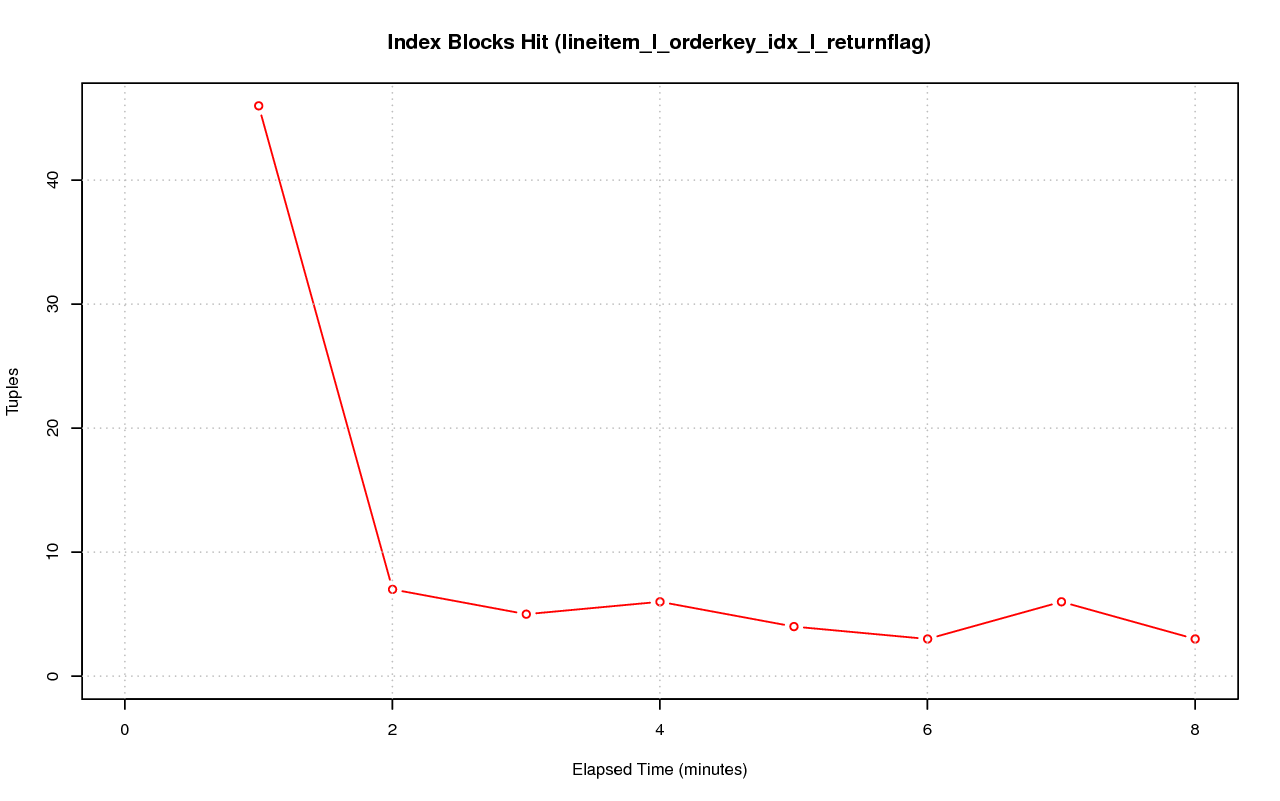 Index Blocks Hit (lineitem_l_orderkey_idx_l_returnflag)
Tuples
40
30
20
10
0
0 2 4 6 8
Elapsed Time (minutes)